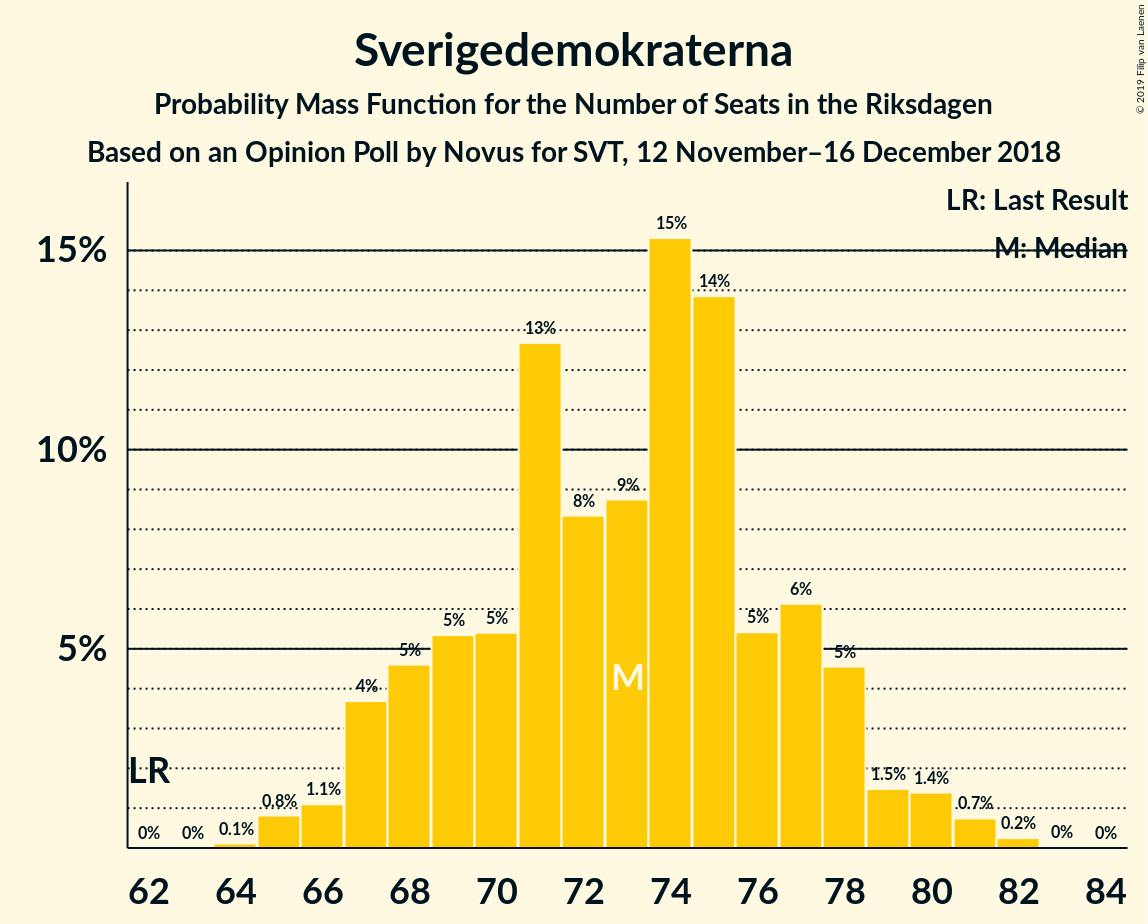 Sverigedemokraterna
Probability Mass Function for the Number of Seats in the Riksdagen
Based on an Opinion Poll by Novus for SVT, 12 November–16 December 2018
© 2019 Filip van Laenen
LR: Last Result
M: Median
15%
10%
5%
0%
0%
0.1%
0.8%
1.1%
4%
5%
5%
5%
13%
8%
9%
15%
14%
5%
6%
5%
1.5%
1.4%
0.7%
0.2%
0%
0%
LR
M
62 64 66 68 70 72 74 76 78 80 82 84